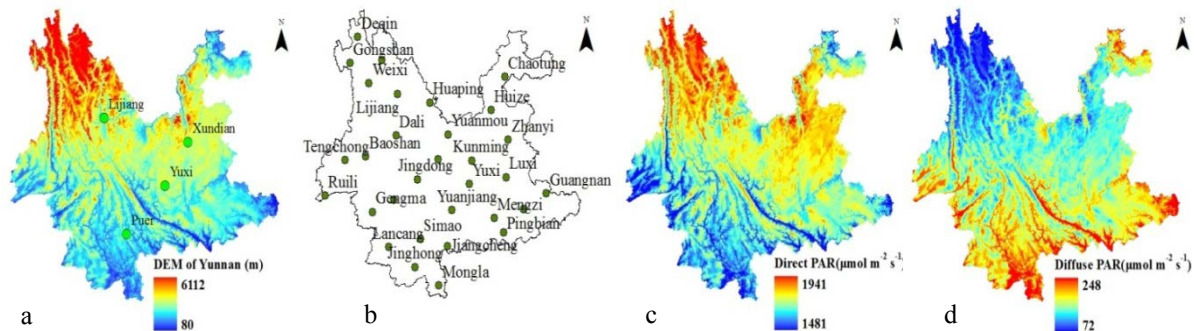 N
Lijiang
Xundian
Yuxi
Puer
DEM of Yunnan (m)
6112
80
a
N
Deqin
Gongshan
Weixi
Chaotung
Huaping
Huize
Lijiang
Dali
Yuanmou
Zhanyi
Tengchong
Baoshan
Kunming
Jingdong
Yuxi
Luxi
Ruili
Guangnan
Gengma
Yuanjiang
Mengzi
Simao
Pingbian
Lancang
Jiangcheng
Jinghong
Mongla
b
N
Direct PAR(μmol m⁻² s⁻¹)
1941
1481
c
N
Diffuse PAR(μmol m⁻² s⁻¹)
248
72
d